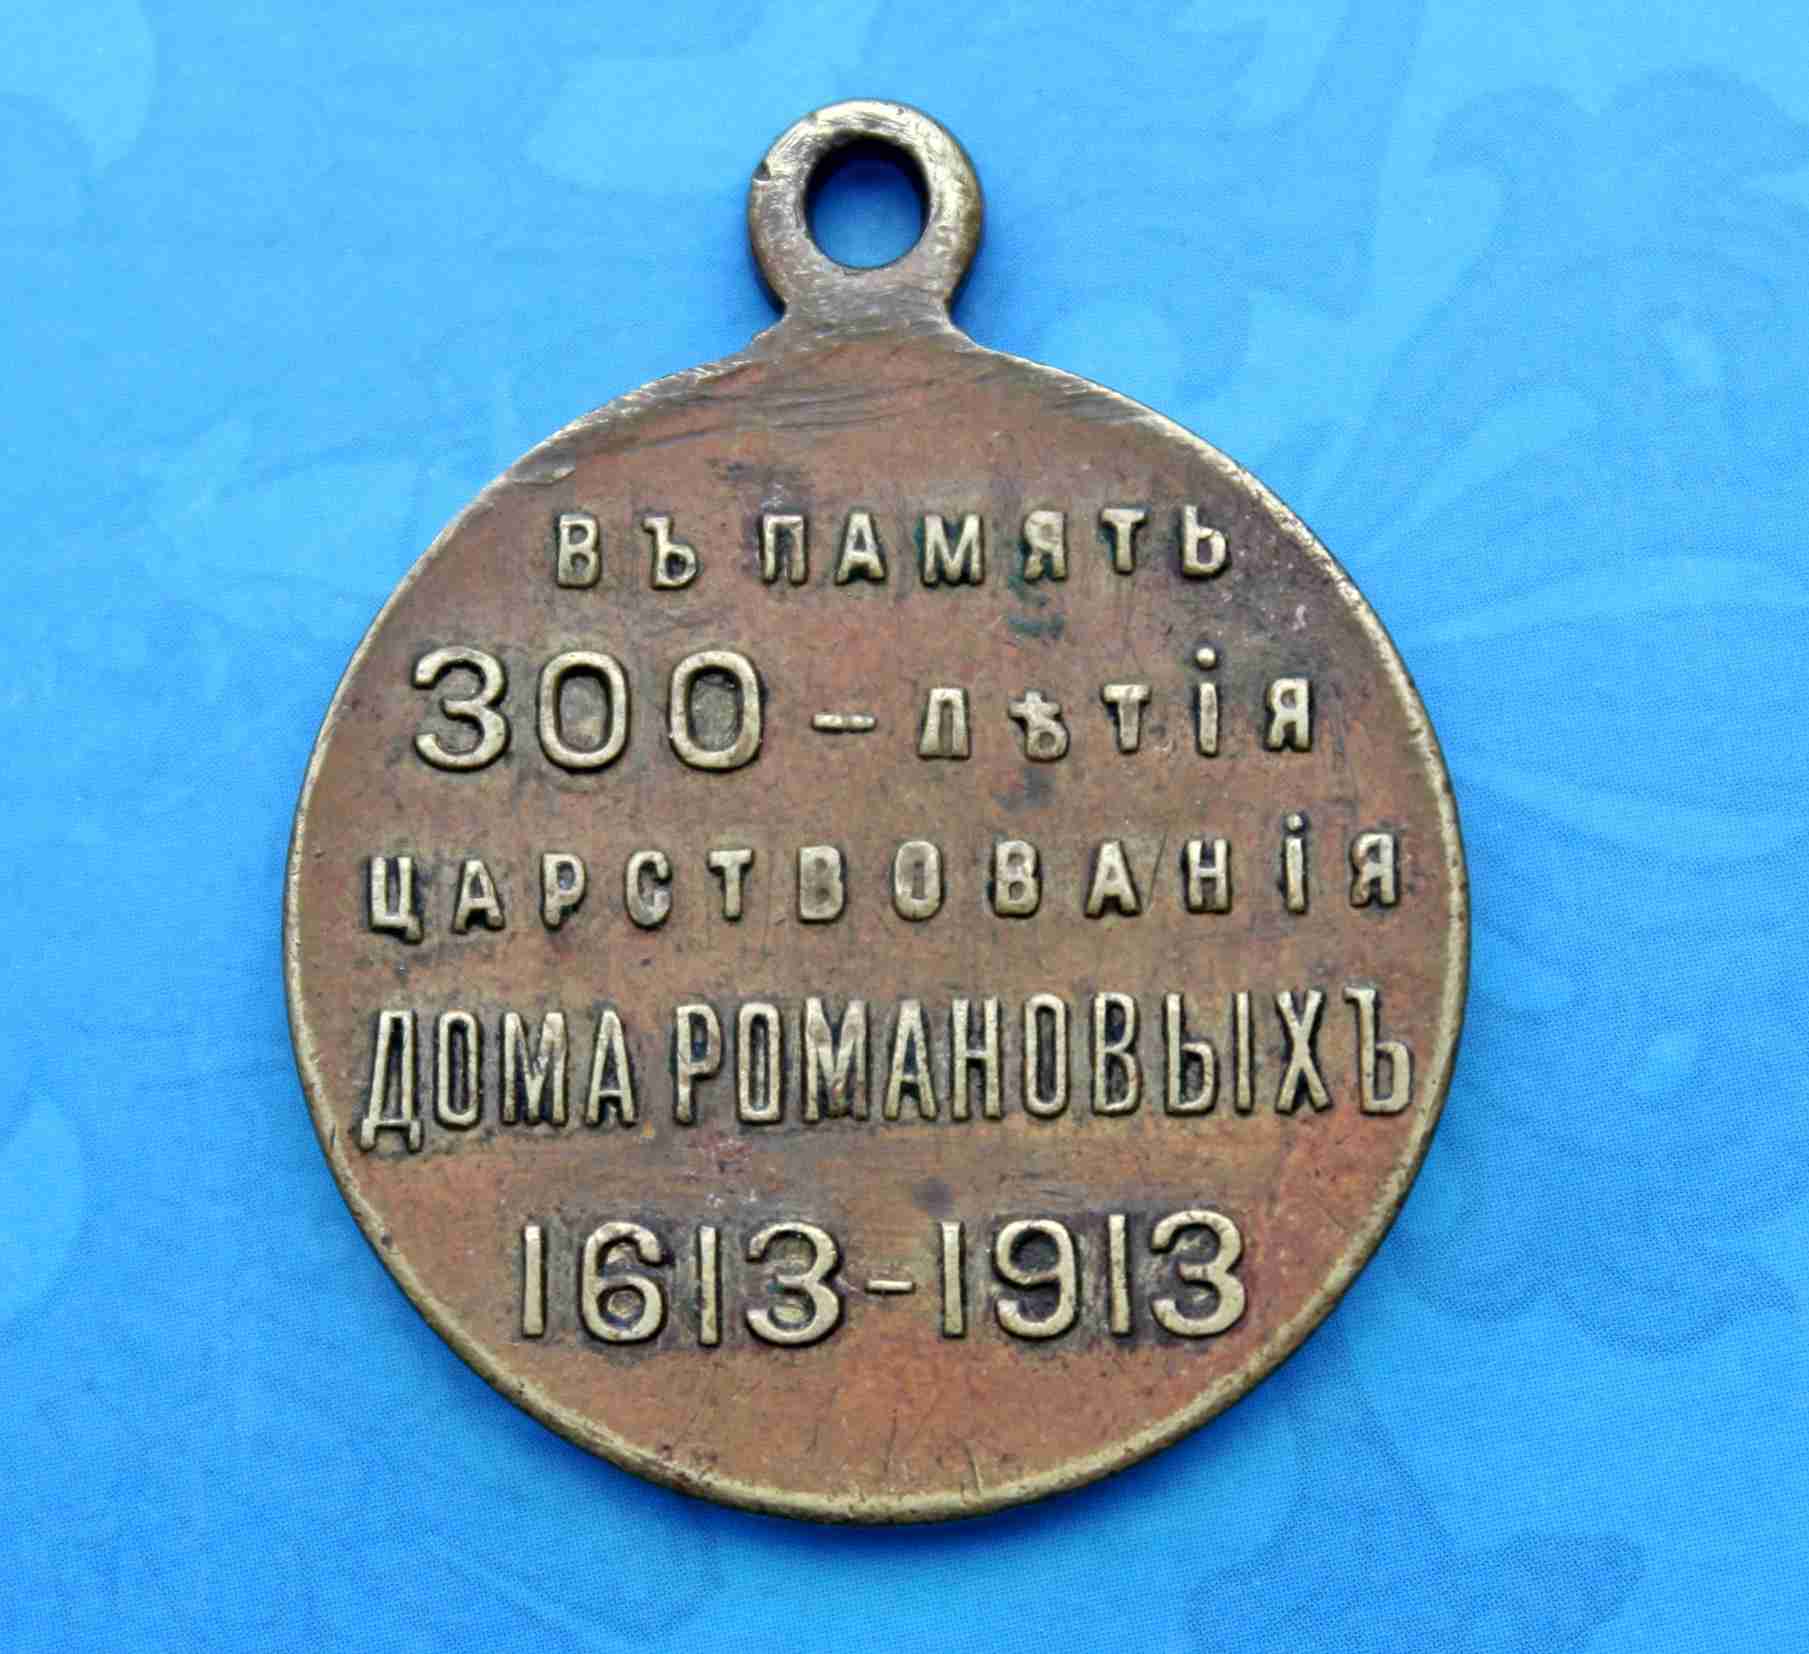 ВЪ ПАМЯТЬ
300-ЛѢТІЯ
ЦАРСТВОВАНІЯ
ДОМА РОМАНОВЫХЪ
1613-1913